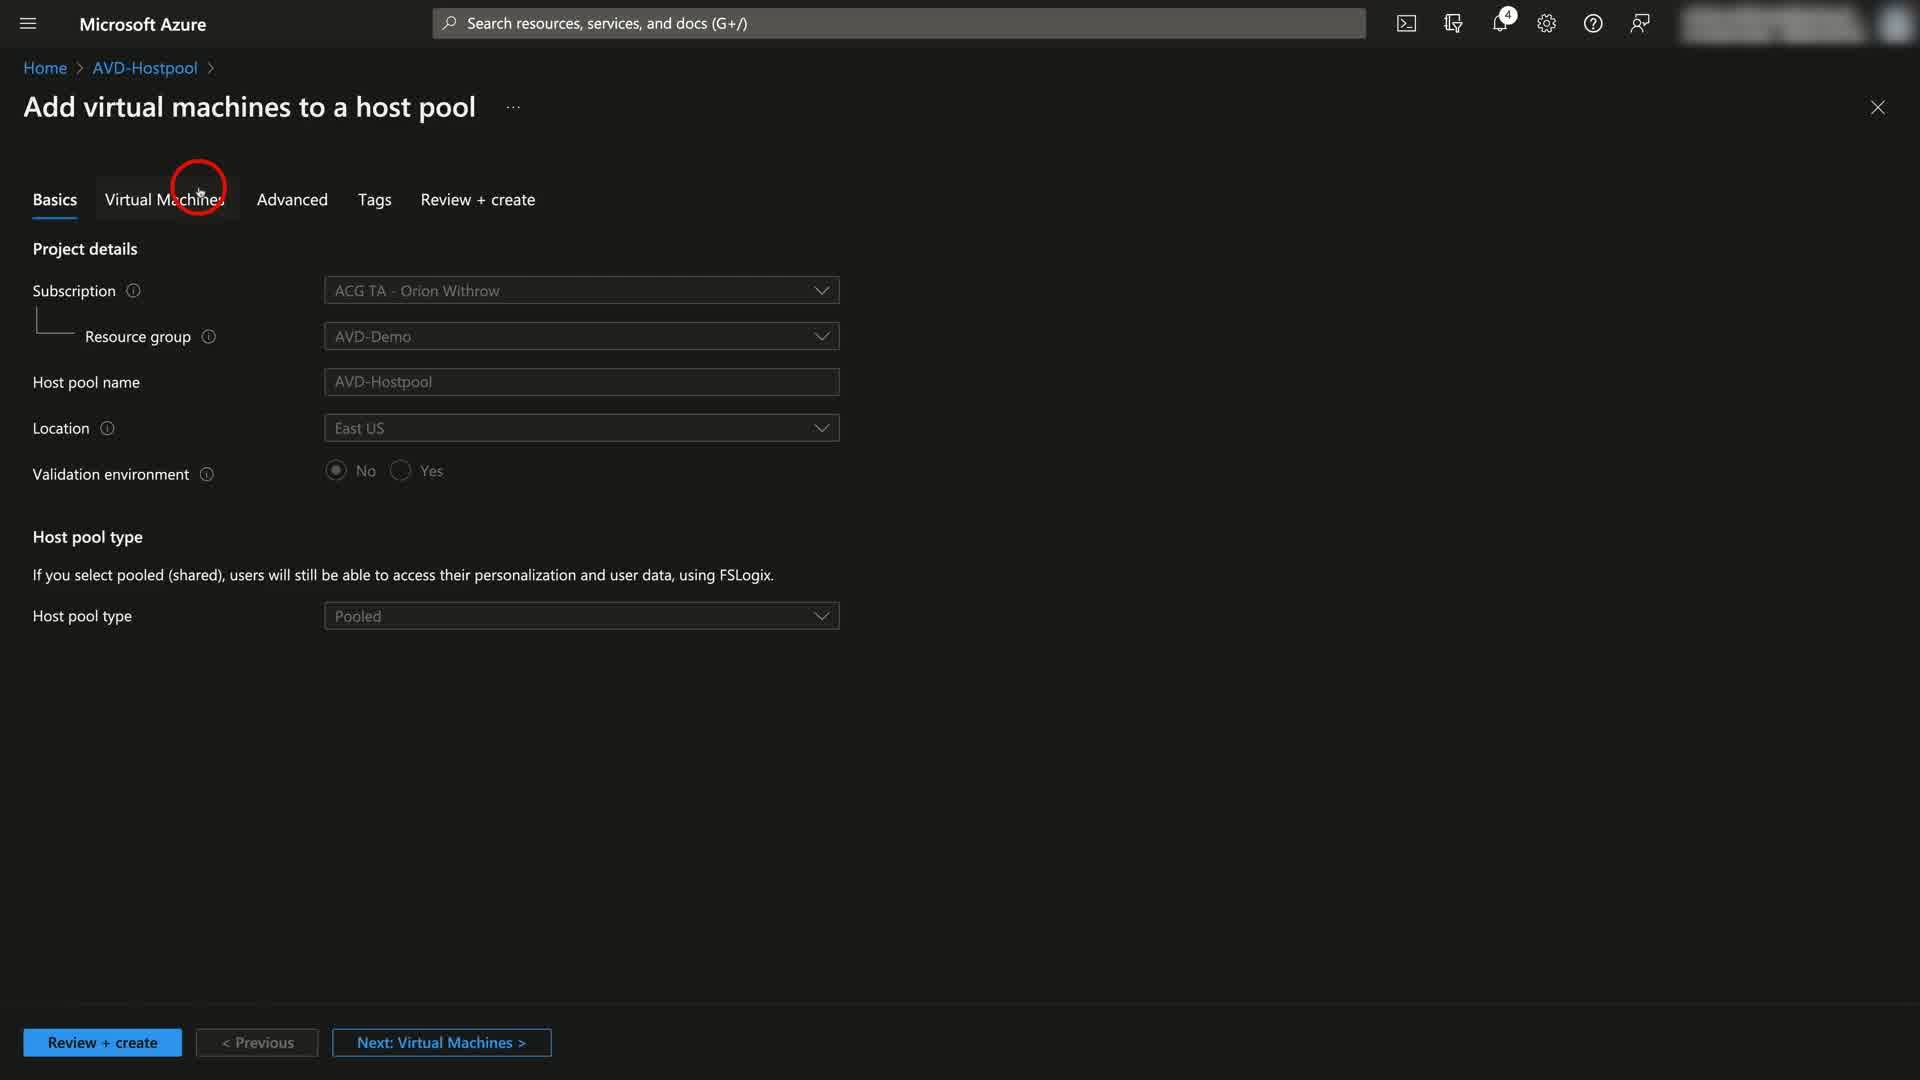 Microsoft Azure
Search resources, services, and docs (G+/)
4
Home > AVD-Hostpool >
Add virtual machines to a host pool ...
Basics Virtual Machines Advanced Tags Review + create
Project details
Subscription ACG TA - Orion Withrow
Resource group AVD-Demo
Host pool name AVD-Hostpool
Location East US
Validation environment No Yes
Host pool type
If you select pooled (shared), users will still be able to access their personalization and user data, using FSLogix.
Host pool type Pooled
Review + create < Previous Next: Virtual Machines >